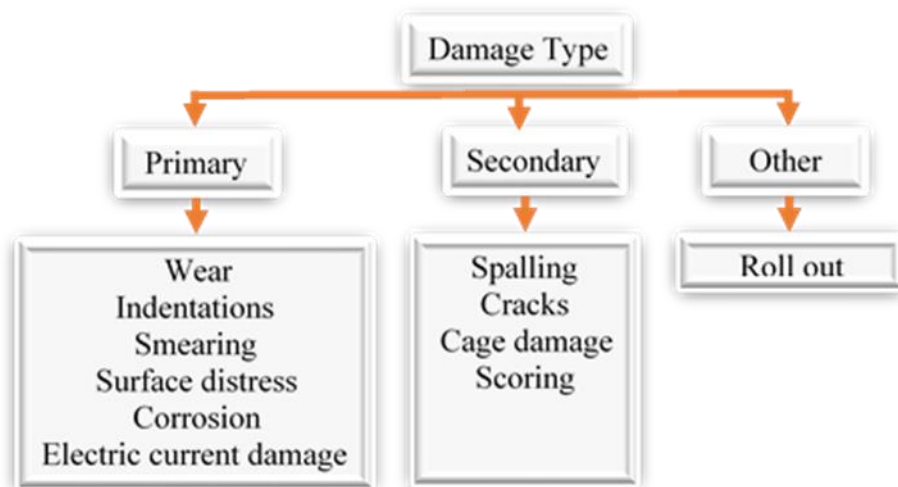 Damage Type
Primary
Secondary
Other
Wear
Indentations
Smearing
Surface distress
Corrosion
Electric current damage
Spalling
Cracks
Cage damage
Scoring
Roll out